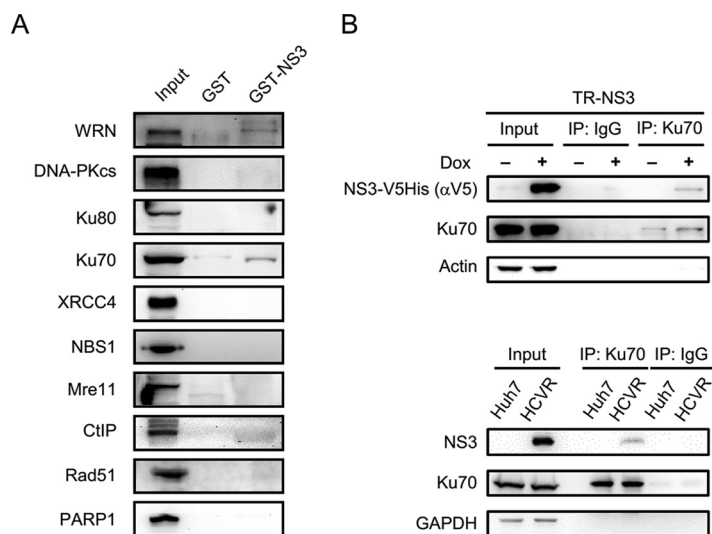 A
Input GST GST-NS3
WRN
DNA-PKcs
Ku80
Ku70
XRCC4
NBS1
Mre11
CtIP
Rad51
PARP1
B
TR-NS3
Input IP: IgG IP: Ku70
Dox – + – + – +
NS3-V5His (αV5)
Ku70
Actin
Input IP: Ku70 IP: IgG
Huh7 HCVR Huh7 HCVR Huh7 HCVR
NS3
Ku70
GAPDH